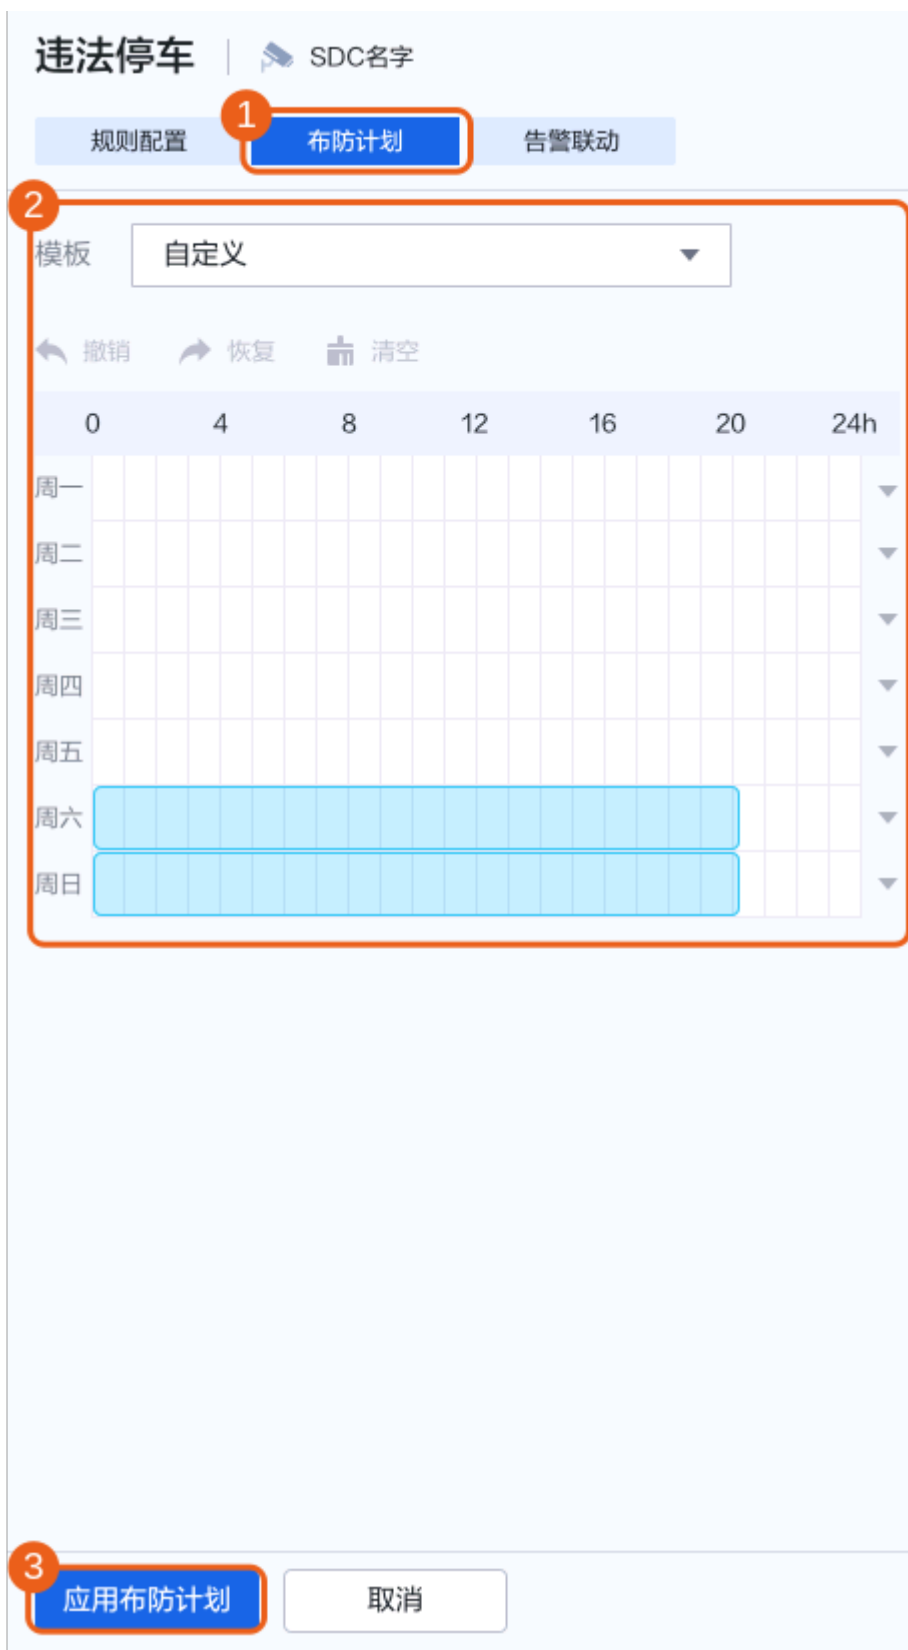 违法停车 SDC名字
1
规则配置 布防计划 告警联动
2
模板 自定义
撤销 恢复 清空
0 4 8 12 16 20 24h
周一
周二
周三
周四
周五
周六
周日
3
应用布防计划 取消